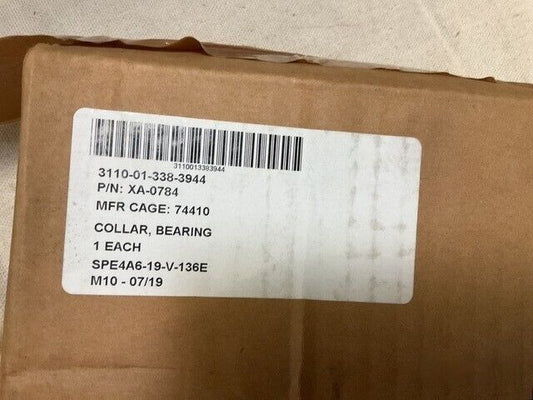 3110013383944
3110-01-338-3944
P/N: XA-0784
MFR CAGE: 74410
COLLAR, BEARING
1 EACH
SPE4A6-19-V-136E
M10 - 07/19